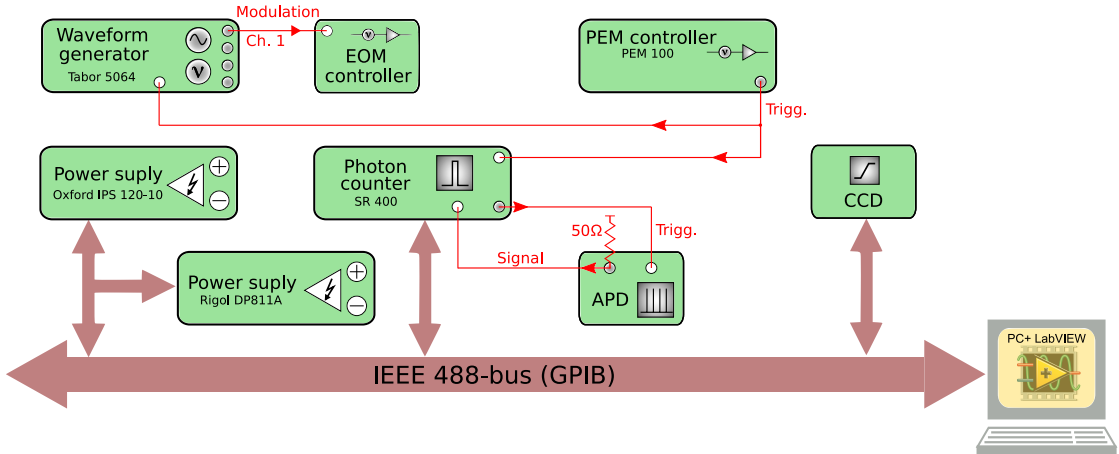 Waveform
generator
Tabor 5064
Modulation
Ch. 1
EOM
controller
PEM controller
PEM 100
Trigg.
Power suply
Oxford IPS 120-10
Photon
counter
SR 400
CCD
50Ω
Trigg.
Signal
APD
Power suply
Rigol DP811A
PC+ LabVIEW
IEEE 488-bus (GPIB)